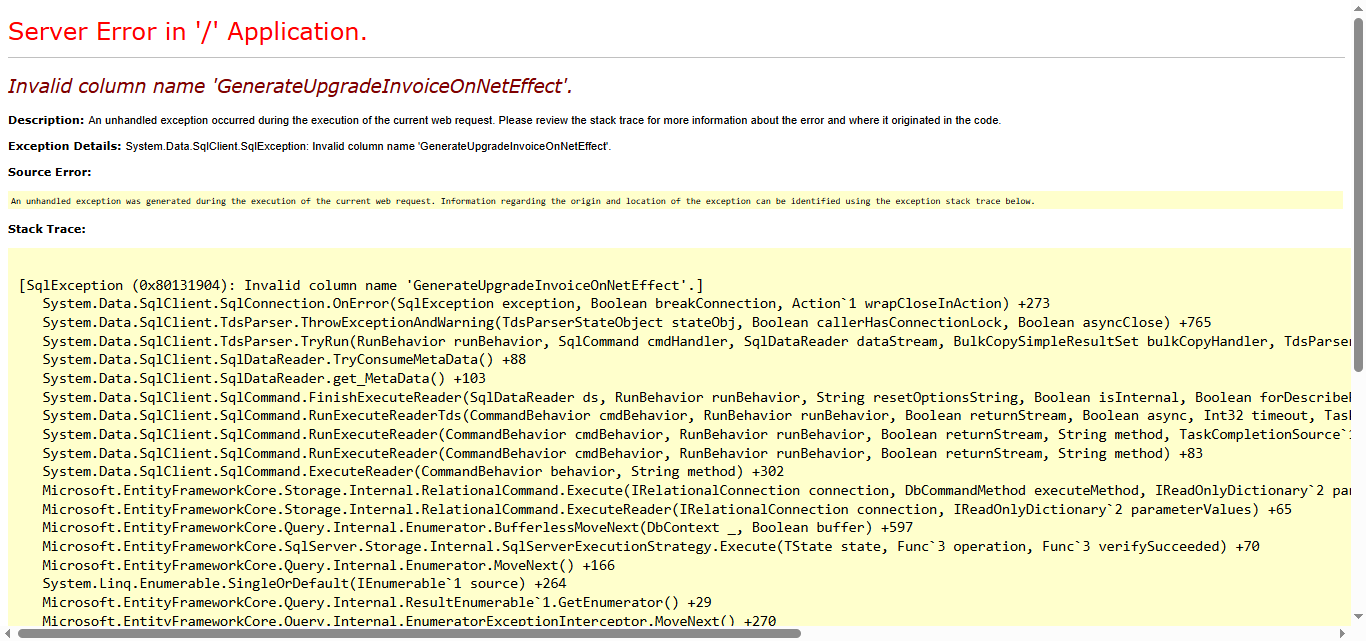 Server Error in '/' Application.
Invalid column name 'GenerateUpgradeInvoiceOnNetEffect'.
Description: An unhandled exception occurred during the execution of the current web request. Please review the stack trace for more information about the error and where it originated in the code.
Exception Details: System.Data.SqlClient.SqlException: Invalid column name 'GenerateUpgradeInvoiceOnNetEffect'.
Source Error:
An unhandled exception was generated during the execution of the current web request. Information regarding the origin and location of the exception can be identified using the exception stack trace below.
Stack Trace:
[SqlException (0x80131904): Invalid column name 'GenerateUpgradeInvoiceOnNetEffect'.]
System.Data.SqlClient.SqlConnection.OnError(SqlException exception, Boolean breakConnection, Action`1 wrapCloseInAction) +273
System.Data.SqlClient.TdsParser.ThrowExceptionAndWarning(TdsParserStateObject stateObj, Boolean callerHasConnectionLock, Boolean asyncClose) +765
System.Data.SqlClient.TdsParser.TryRun(RunBehavior runBehavior, SqlCommand cmdHandler, SqlDataReader dataStream, BulkCopySimpleResultSet bulkCopyHandler, TdsParser
System.Data.SqlClient.SqlDataReader.TryConsumeMetaData() +88
System.Data.SqlClient.SqlDataReader.get_MetaData() +103
System.Data.SqlClient.SqlCommand.FinishExecuteReader(SqlDataReader ds, RunBehavior runBehavior, String resetOptionsString, Boolean isInternal, Boolean forDescribe
System.Data.SqlClient.SqlCommand.RunExecuteReaderTds(CommandBehavior cmdBehavior, RunBehavior runBehavior, Boolean returnStream, Boolean async, Int32 timeout, Tas
System.Data.SqlClient.SqlCommand.RunExecuteReader(CommandBehavior cmdBehavior, RunBehavior runBehavior, Boolean returnStream, String method, TaskCompletionSource`1
System.Data.SqlClient.SqlCommand.RunExecuteReader(CommandBehavior cmdBehavior, RunBehavior runBehavior, Boolean returnStream, String method) +83
System.Data.SqlClient.SqlCommand.ExecuteReader(CommandBehavior behavior, String method) +302
Microsoft.EntityFrameworkCore.Storage.Internal.RelationalCommand.Execute(IRelationalConnection connection, DbCommandMethod executeMethod, IReadOnlyDictionary`2 par
Microsoft.EntityFrameworkCore.Storage.Internal.RelationalCommand.ExecuteReader(IRelationalConnection connection, IReadOnlyDictionary`2 parameterValues) +65
Microsoft.EntityFrameworkCore.Query.Internal.Enumerator.BufferlessMoveNext(DbContext _, Boolean buffer) +597
Microsoft.EntityFrameworkCore.SqlServer.Storage.Internal.SqlServerExecutionStrategy.Execute(TState state, Func`3 operation, Func`3 verifySucceeded) +70
Microsoft.EntityFrameworkCore.Query.Internal.Enumerator.MoveNext() +166
System.Linq.Enumerable.SingleOrDefault(IEnumerable`1 source) +264
Microsoft.EntityFrameworkCore.Query.Internal.ResultEnumerable`1.GetEnumerator() +29
Microsoft.EntityFrameworkCore.Query.Internal.EnumeratorExceptionInterceptor.MoveNext() +270